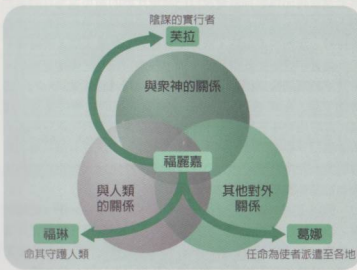 陰謀的實行者
芙拉
與眾神的關係
福麗嘉
與人類
的關係
其他對外
關係
福琳
命其守護人類
葛娜
任命為使者派遣至各地